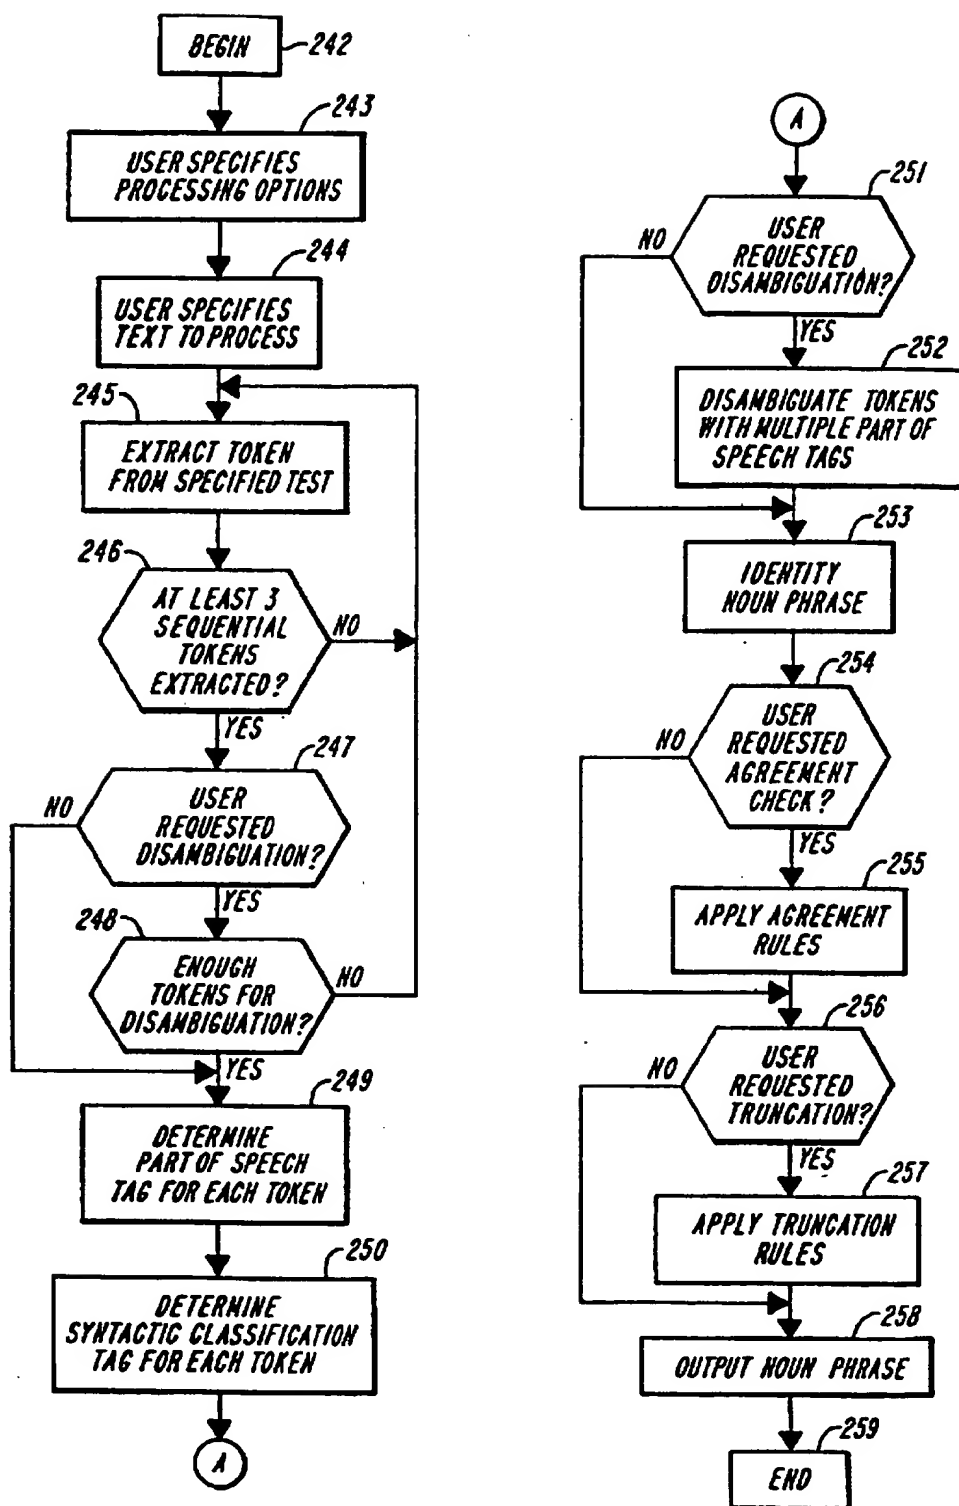 BEGIN
242
243
USER SPECIFIES
PROCESSING OPTIONS
244
USER SPECIFIES
TEXT TO PROCESS
245
EXTRACT TOKEN
FROM SPECIFIED TEST
246
AT LEAST 3
SEQUENTIAL
TOKENS
EXTRACTED?
NO
YES
247
NO
USER
REQUESTED
DISAMBIGUATION?
YES
248
ENOUGH
TOKENS FOR
DISAMBIGUATION?
NO
YES
249
DETERMINE
PART OF SPEECH
TAG FOR EACH TOKEN
250
DETERMINE
SYNTACTIC CLASSIFICATION
TAG FOR EACH TOKEN
A
A
251
NO
USER
REQUESTED
DISAMBIGUATION?
YES
252
DISAMBIGUATE TOKENS
WITH MULTIPLE PART OF
SPEECH TAGS
253
IDENTITY
NOUN PHRASE
254
NO
USER
REQUESTED
AGREEMENT
CHECK?
YES
255
APPLY AGREEMENT
RULES
256
NO
USER
REQUESTED
TRUNCATION?
YES
257
APPLY TRUNCATION
RULES
258
OUTPUT NOUN PHRASE
259
END